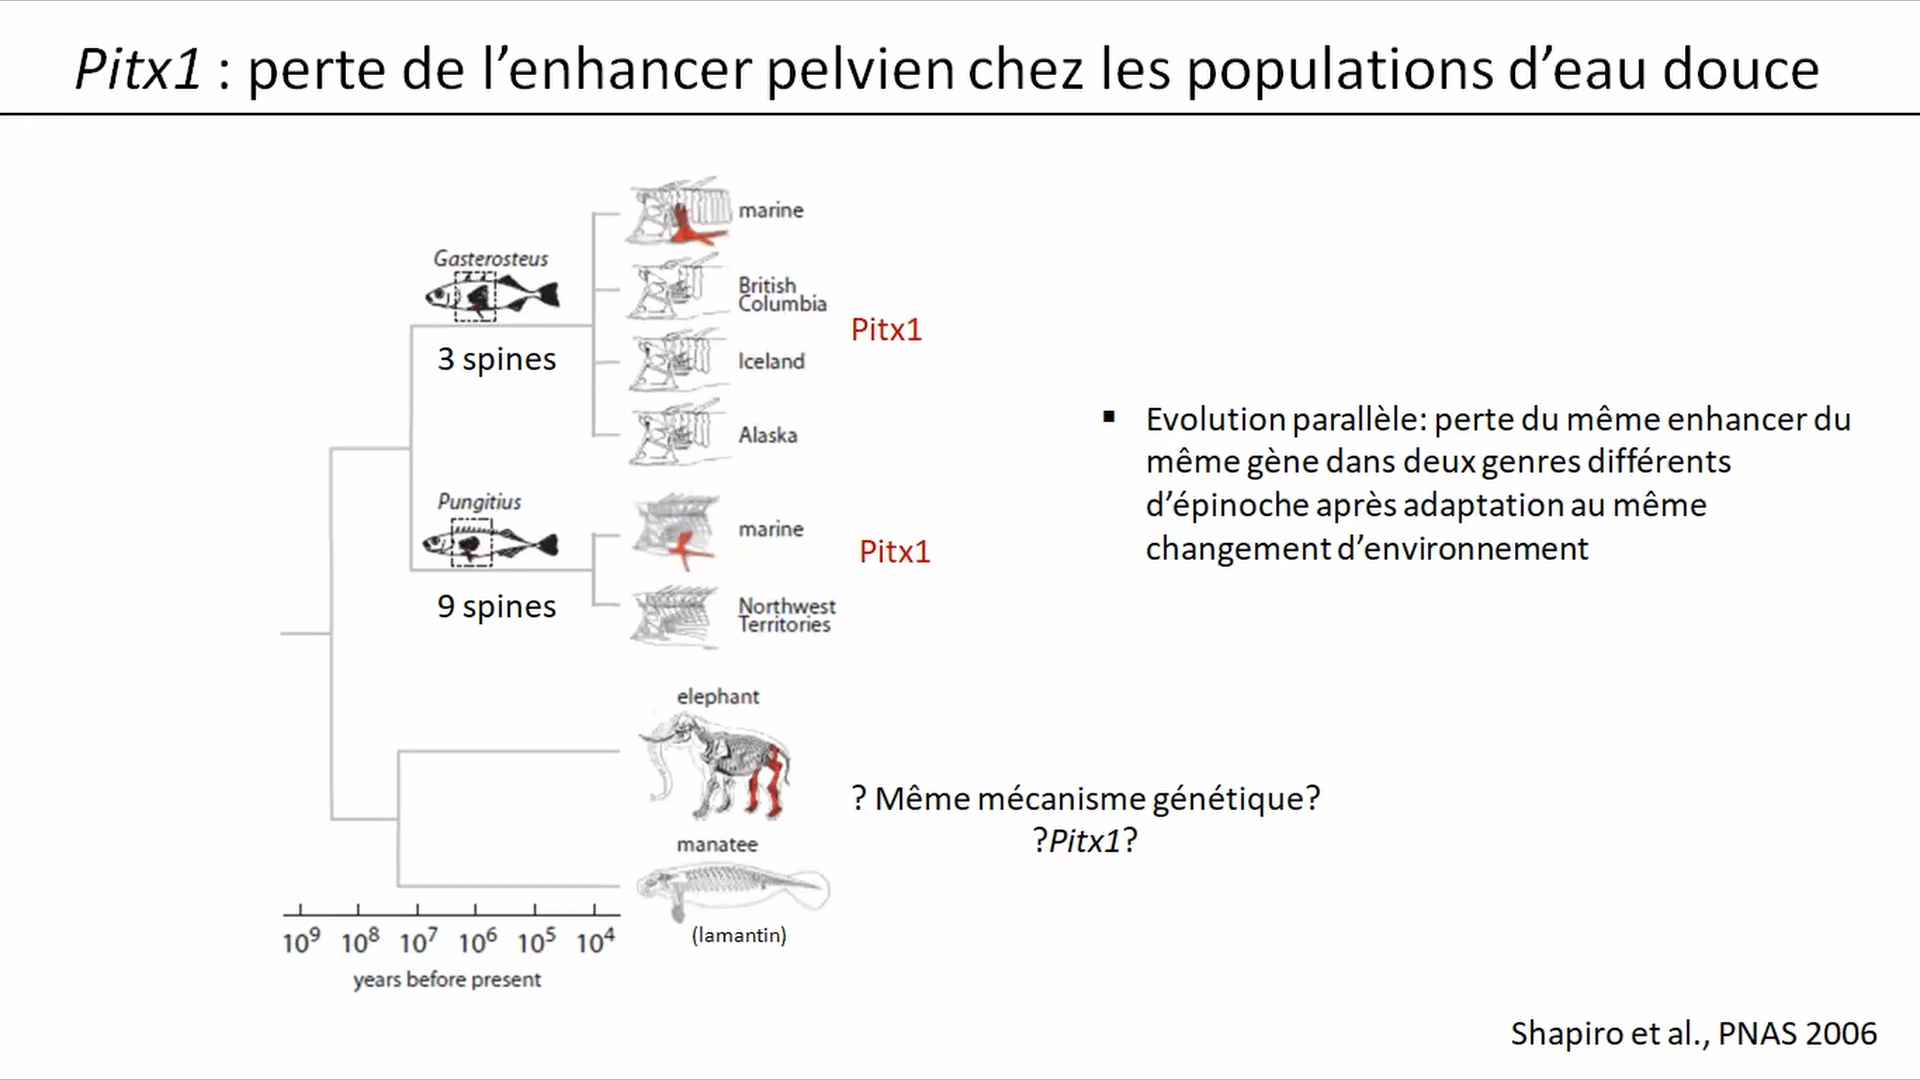 Pitx1 : perte de l’enhancer pelvien chez les populations d’eau douce
marine
Gasterosteus
British
Columbia
Pitx1
3 spines
Iceland
Alaska
Pungitius
marine
Pitx1
9 spines
Northwest
Territories
▪ Evolution parallèle: perte du même enhancer du
même gène dans deux genres différents
d’épinoche après adaptation au même
changement d’environnement
elephant
? Même mécanisme génétique?
?Pitx1?
manatee
(lamantin)
10⁹ 10⁸ 10⁷ 10⁶ 10⁵ 10⁴
years before present
Shapiro et al., PNAS 2006